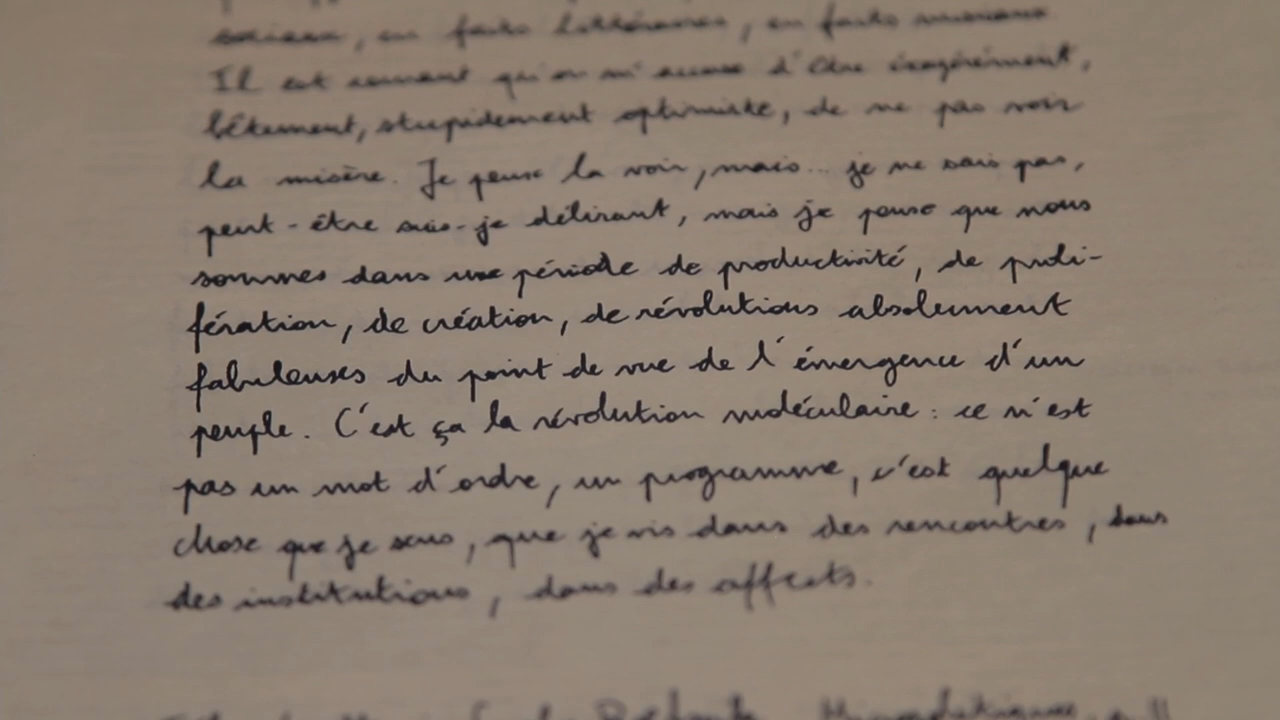 sociaux, en faits littéraires, en faits musicaux.
Il est souvent qu'on m'accuse d'être exagérément,
bêtement, stupidement optimiste, de ne pas voir
la misère. Je peux la voir, mais... je ne sais pas,
peut-être suis-je délirant, mais je pense que nous
sommes dans une période de productivité, de proli-
fération, de création, de révolutions absolument
fabuleuses du point de vue de l'émergence d'un
peuple. C'est ça la révolution moléculaire : ce n'est
pas un mot d'ordre, un programme, c'est quelque
chose que je sens, que je vis dans des rencontres, dans
des institutions, dans des affects.